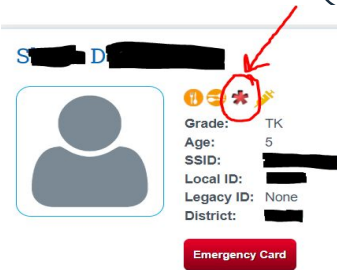 S D
Grade: TK
Age: 5
SSID:
Local ID:
Legacy ID: None
District:
Emergency Card